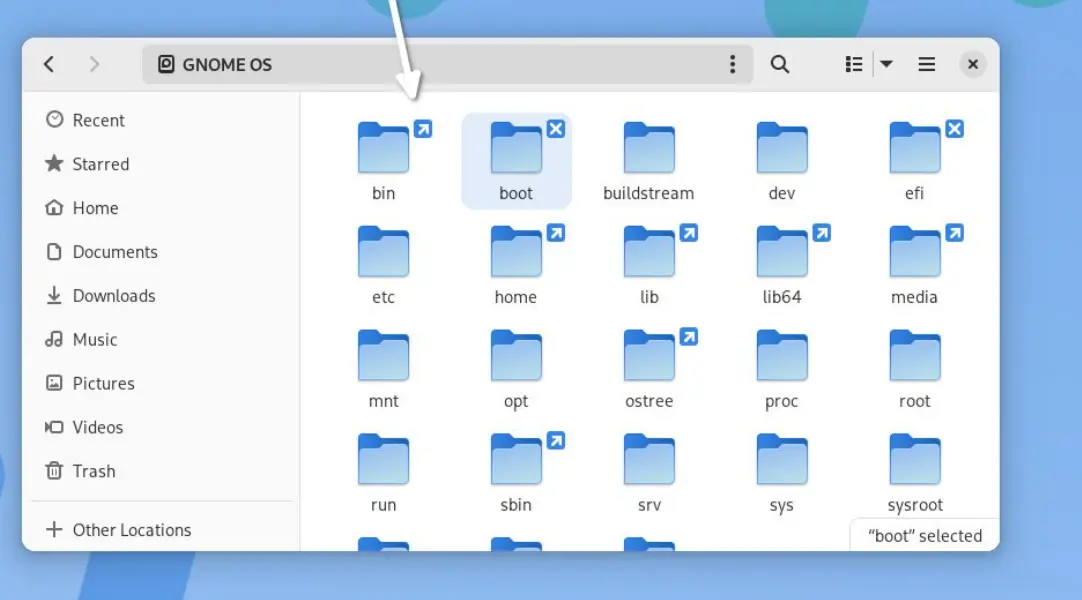 GNOME OS
Recent
Starred
Home
Documents
Downloads
Music
Pictures
Videos
Trash
Other Locations
bin boot buildstream dev efi
etc home lib lib64 media
mnt opt ostree proc root
run sbin srv sys sysroot
“boot” selected